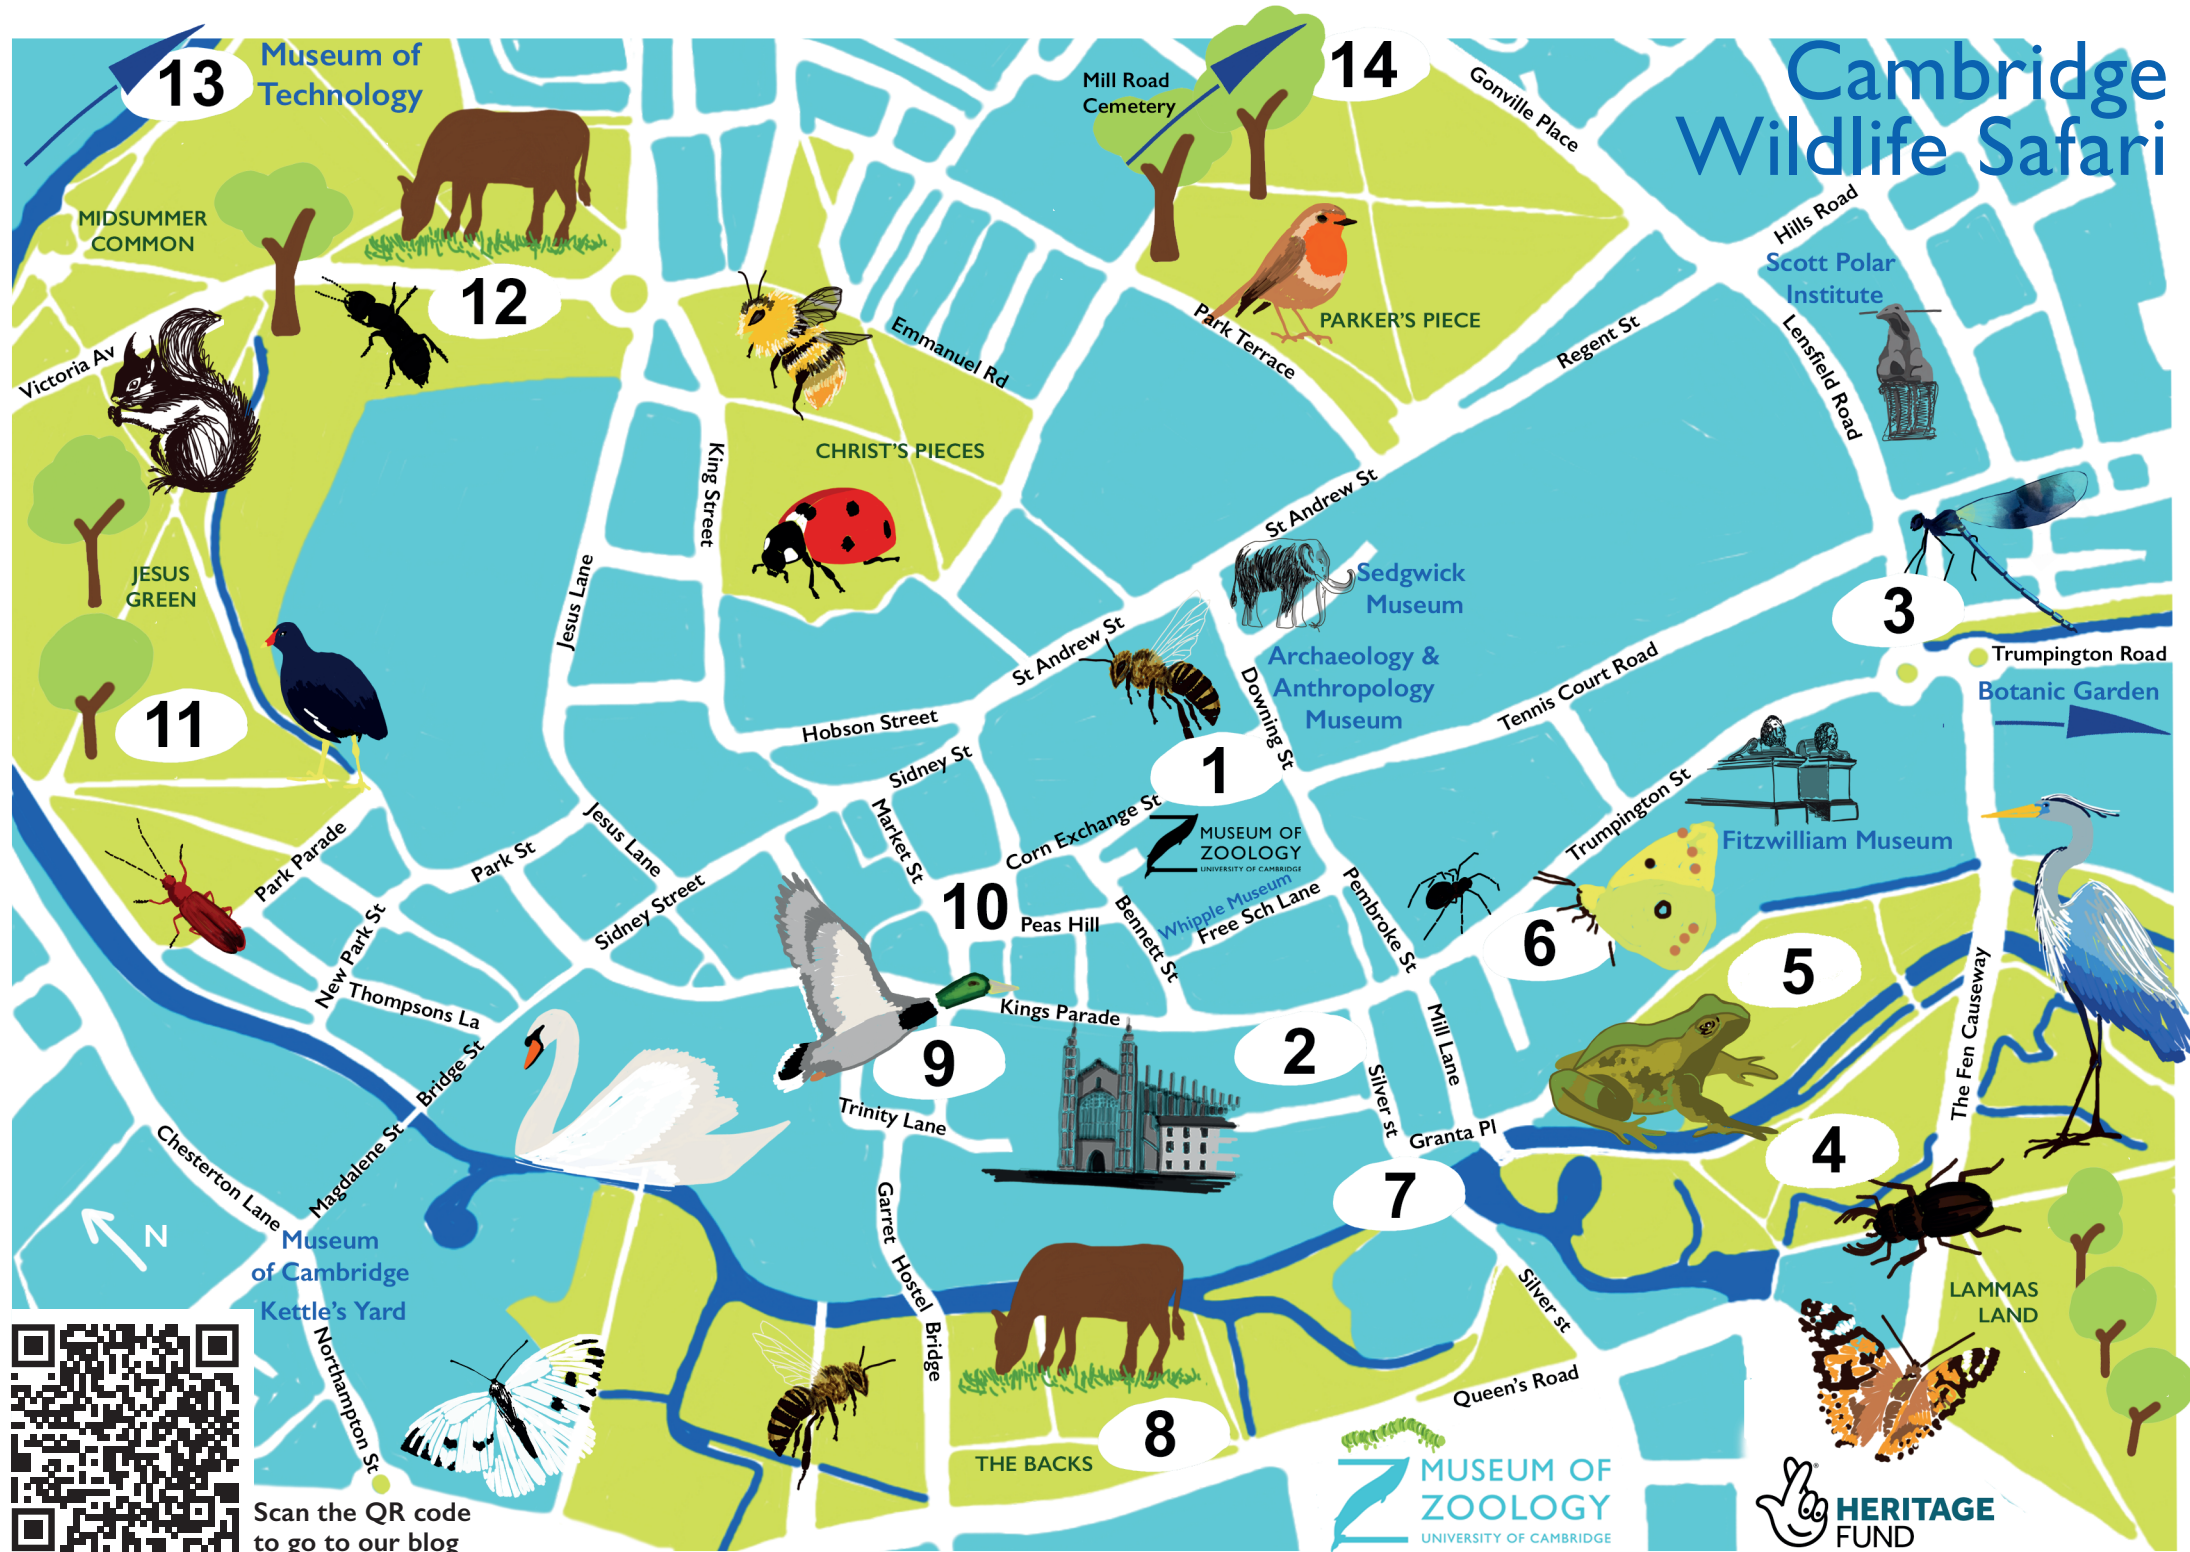 Cambridge
Wildlife Safari
13
Museum of
Technology
Mill Road
Cemetery
14
Gonville Place
MIDSUMMER
COMMON
12
Hills Road
Scott Polar
Institute
PARKER'S PIECE
Park Terrace
Regent St
Lensfield Road
Victoria Av
Emmanuel Rd
CHRIST'S PIECES
King Street
St Andrew St
JESUS
GREEN
Jesus Lane
Sedgwick
Museum
3
St Andrew St
Archaeology &
Anthropology
Museum
Downing St
Tennis Court Road
Trumpington Road
Botanic Garden
11
Hobson Street
Sidney St
1
Trumpington St
Market St
Corn Exchange St
MUSEUM OF
ZOOLOGY
UNIVERSITY OF CAMBRIDGE
Fitzwilliam Museum
Park Parade
Park St
Jesus Lane
Sidney Street
10
Peas Hill
Bennett St
Whipple Museum
Free Sch Lane
Pembroke St
6
5
New Park St
Thompsons La
Kings Parade
9
2
Mill Lane
The Fen Causeway
Bridge St
Trinity Lane
Silver st
Granta Pl
4
Chesterton Lane
Magdalene St
7
N
Museum
of Cambridge
Kettle's Yard
Garret Hostel Bridge
Silver st
LAMMAS
LAND
Northampton St
Queen's Road
8
THE BACKS
MUSEUM OF
ZOOLOGY
UNIVERSITY OF CAMBRIDGE
HERITAGE
FUND
Scan the QR code
to go to our blog